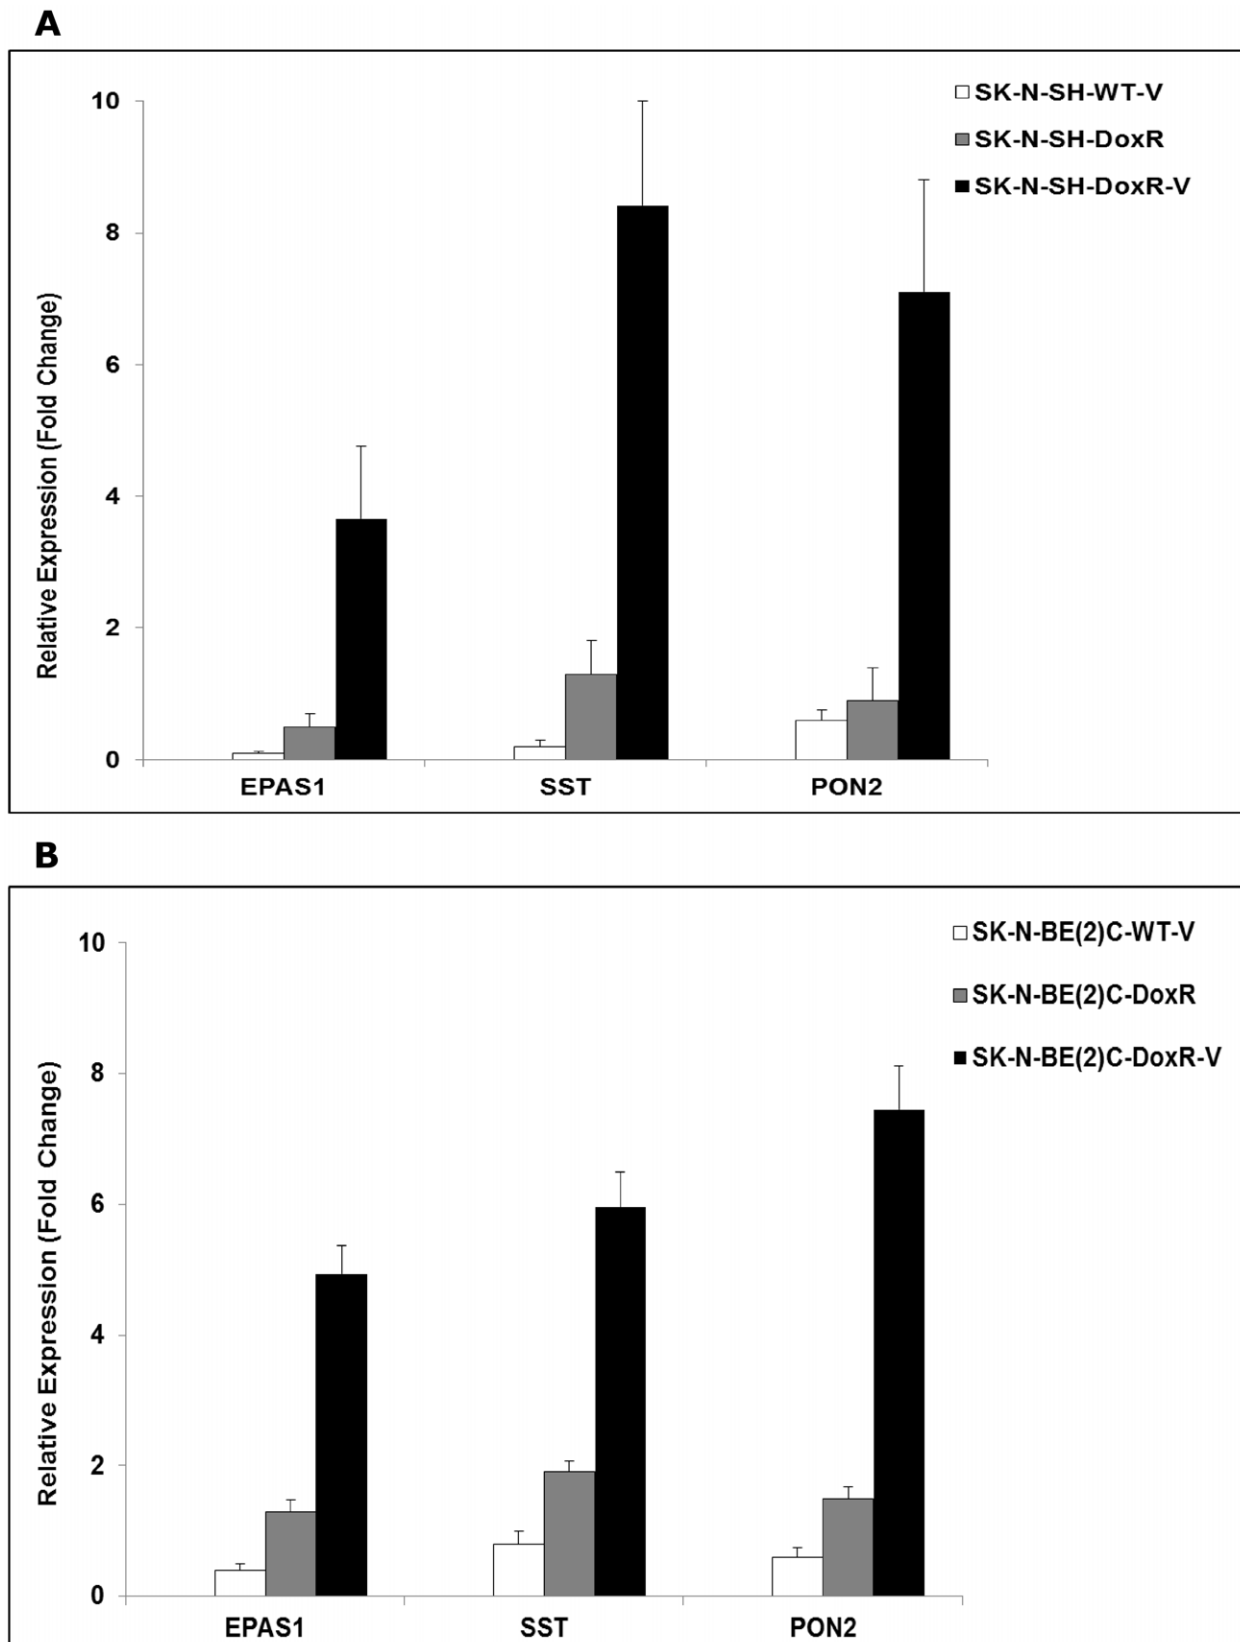 A
10
8
6
4
2
0
Relative Expression (Fold Change)
EPAS1
SST
PON2
SK-N-SH-WT-V
SK-N-SH-DoxR
SK-N-SH-DoxR-V
B
10
8
6
4
2
0
Relative Expression (Fold Change)
EPAS1
SST
PON2
SK-N-BE(2)C-WT-V
SK-N-BE(2)C-DoxR
SK-N-BE(2)C-DoxR-V